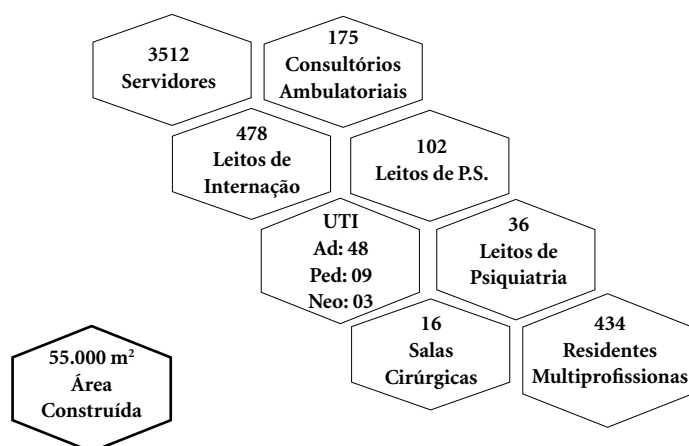 3512
Servidores
175
Consultórios
Ambulatoriais
478
Leitos de
Internação
102
Leitos de P.S.
UTI
Ad: 48
Ped: 09
Neo: 03
36
Leitos de
Psiquiatria
16
Salas
Cirúrgicas
434
Residentes
Multiprofissionas
55.000 m²
Área
Construída